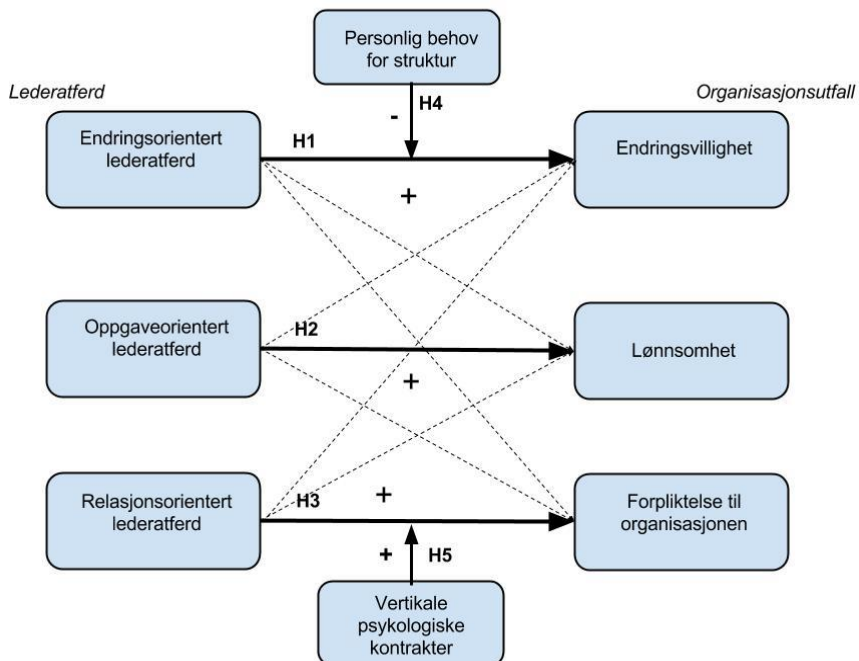 Personlig behov
for struktur
Lederatferd
Organisasjonsutfall
H4
-
Endringsorientert
lederatferd
H1
+
Endringsvillighet
Oppgaveorientert
lederatferd
H2
+
Lønnsomhet
Relasjonsorientert
lederatferd
H3
+
Forpliktelse til
organisasjonen
+
H5
Vertikale
psykologiske
kontrakter